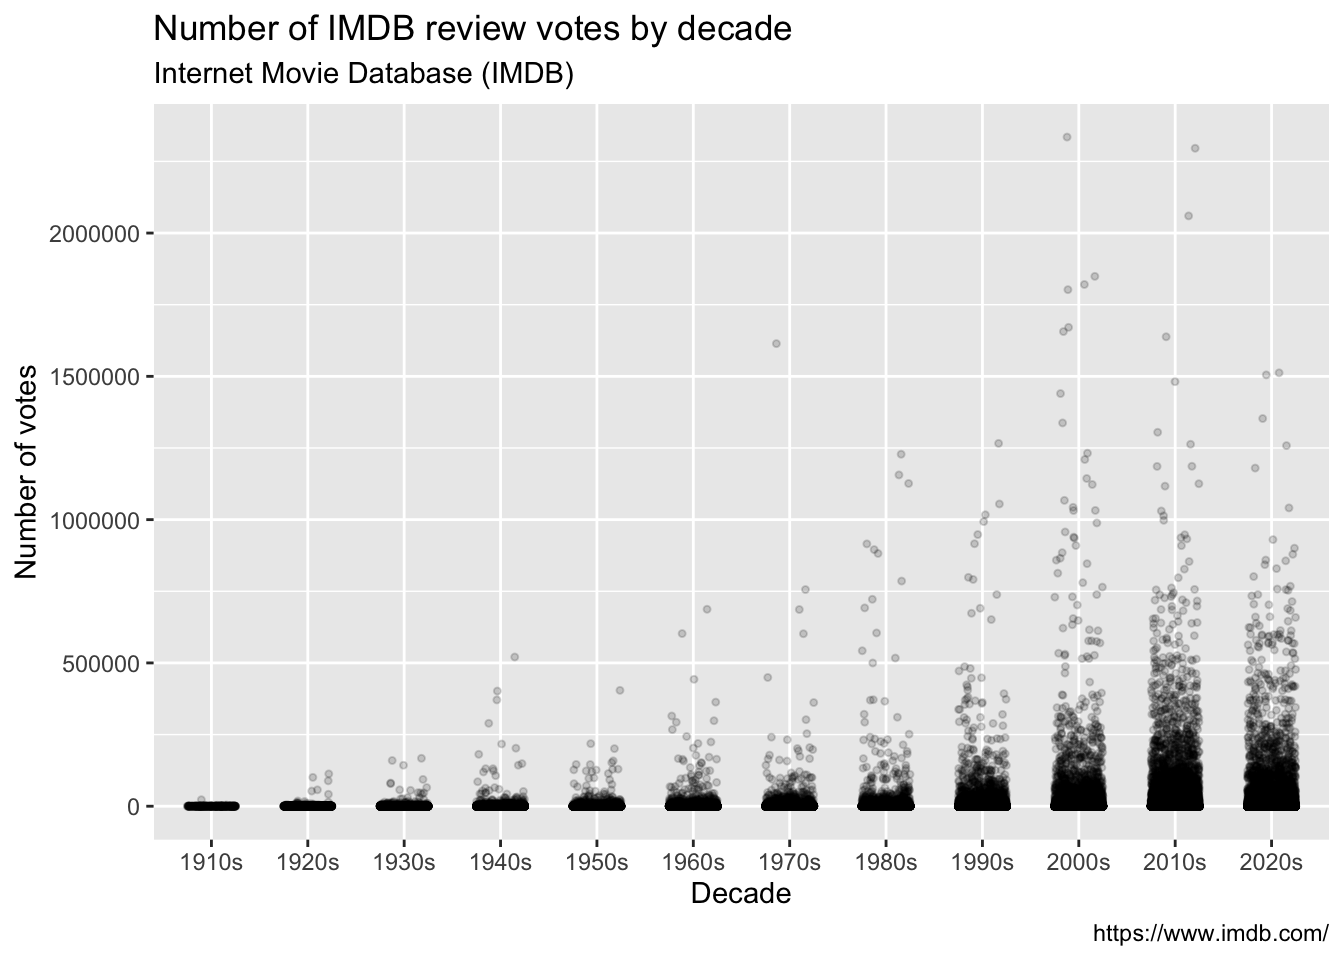 Number of IMDB review votes by decade
Internet Movie Database (IMDB)
Number of votes
2000000
1500000
1000000
500000
0
1910s 1920s 1930s 1940s 1950s 1960s 1970s 1980s 1990s 2000s 2010s 2020s
Decade
https://www.imdb.com/